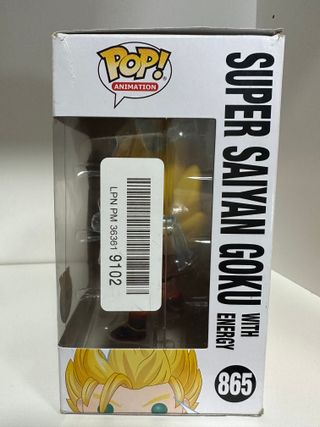 POP!
ANIMATION
SUPER SAIYAN GOKU
WITH
ENERGY
865
LPN PM 36361 9102